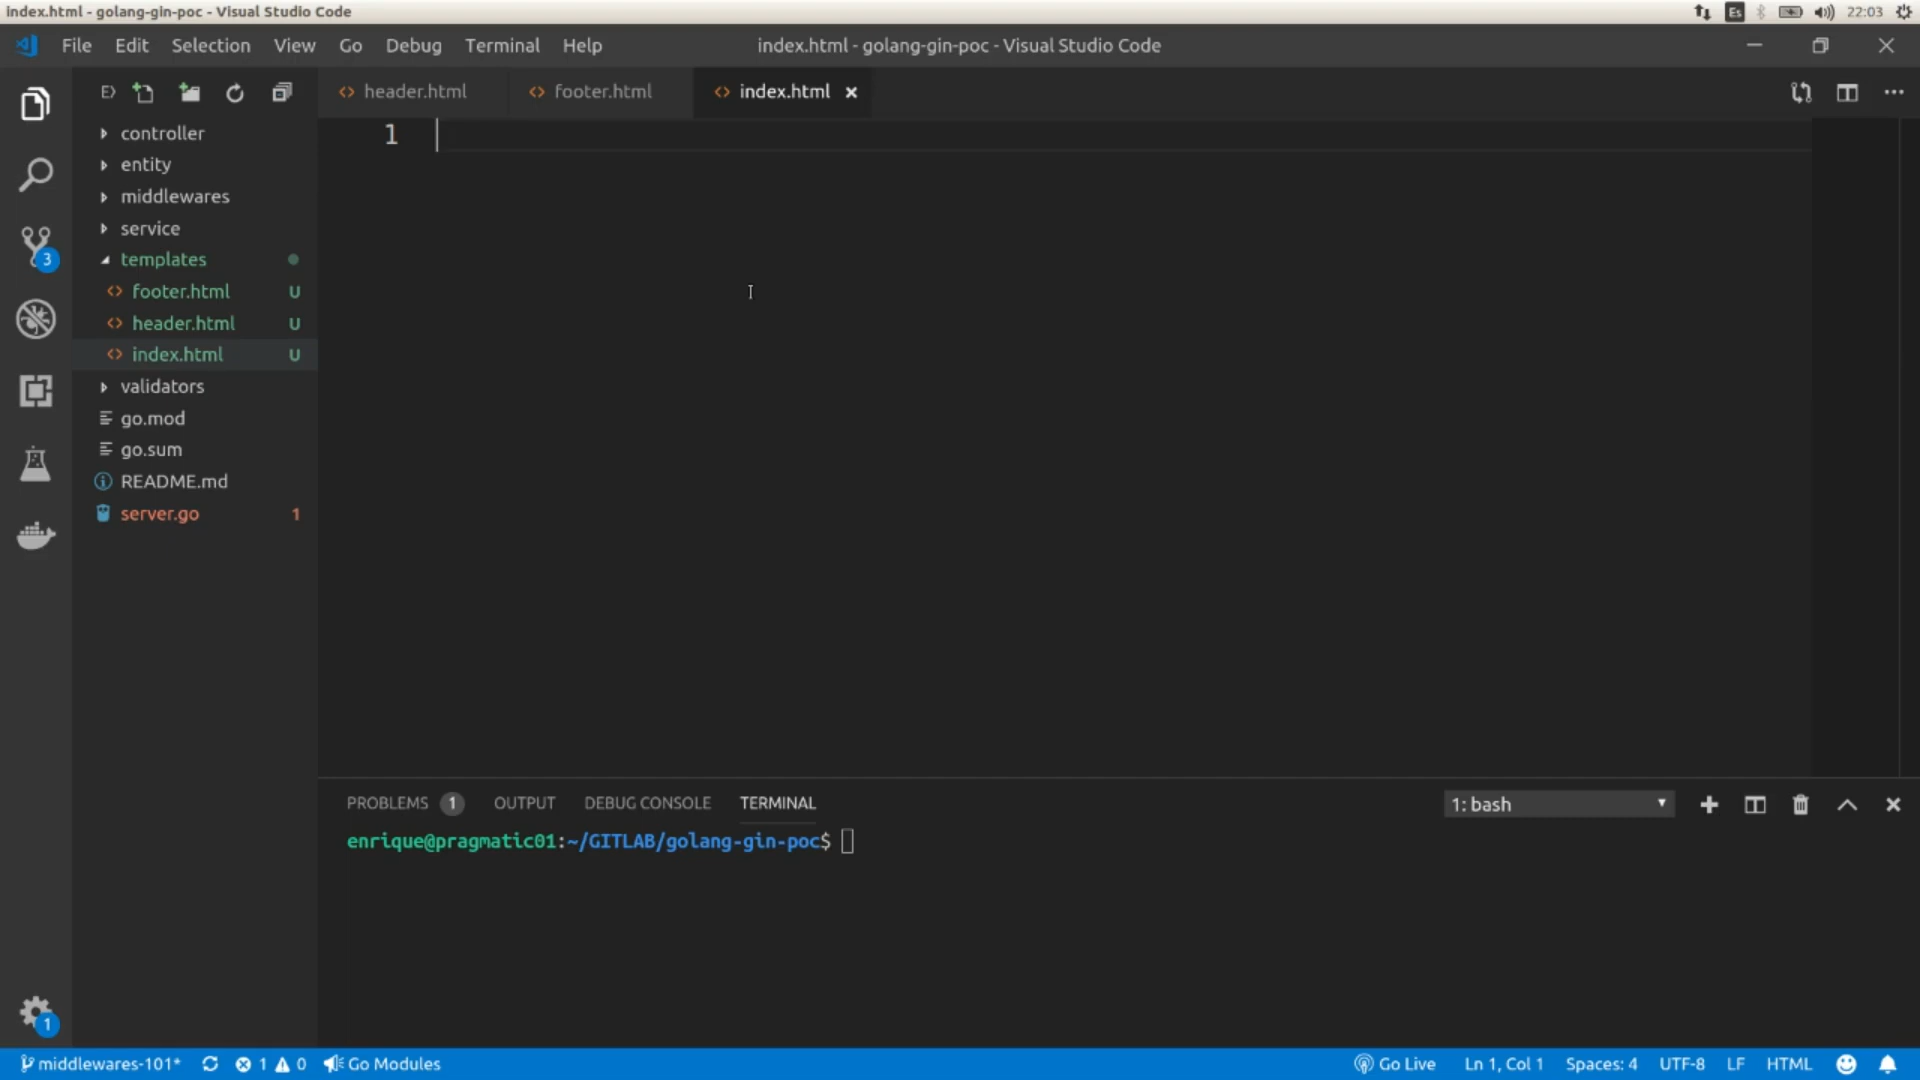 index.html - golang-gin-poc - Visual Studio Code
Es
22:03
File Edit Selection View Go Debug Terminal Help
index.html - golang-gin-poc - Visual Studio Code
header.html
footer.html
index.html
1
controller
entity
middlewares
service
3
templates
footer.html U
header.html U
index.html U
validators
go.mod
go.sum
README.md
server.go 1
PROBLEMS 1 OUTPUT DEBUG CONSOLE TERMINAL
1: bash
enrique@pragmatic01:~/GITLAB/golang-gin-poc$
1
middlewares-101* 1 0 Go Modules
Go Live Ln 1, Col 1 Spaces: 4 UTF-8 LF HTML